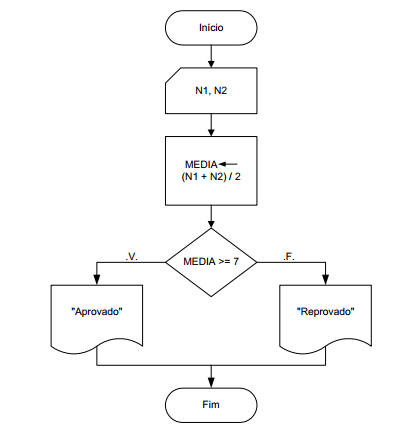 Início
N1, N2
MEDIA
(N1 + N2) / 2
MEDIA >= 7
.V.
.F.
"Aprovado"
"Reprovado"
Fim